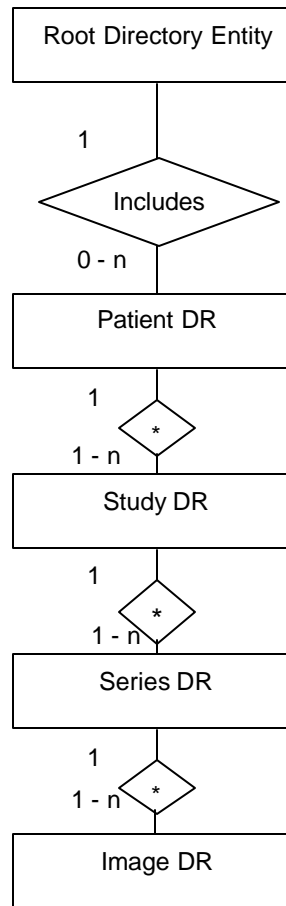 Root Directory Entity
1
Includes
0 - n
Patient DR
1
*
1 - n
Study DR
1
*
1 - n
Series DR
1
*
1 - n
Image DR